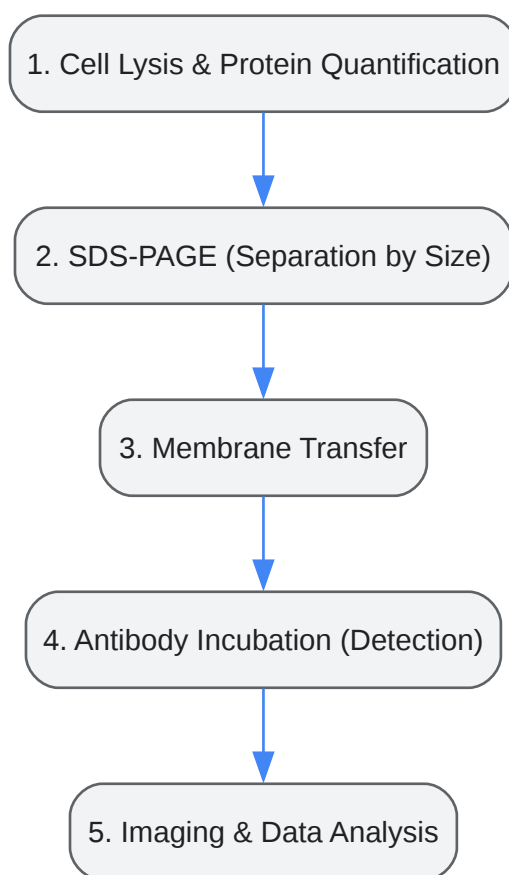 1. Cell Lysis & Protein Quantification
2. SDS-PAGE (Separation by Size)
3. Membrane Transfer
4. Antibody Incubation (Detection)
5. Imaging & Data Analysis